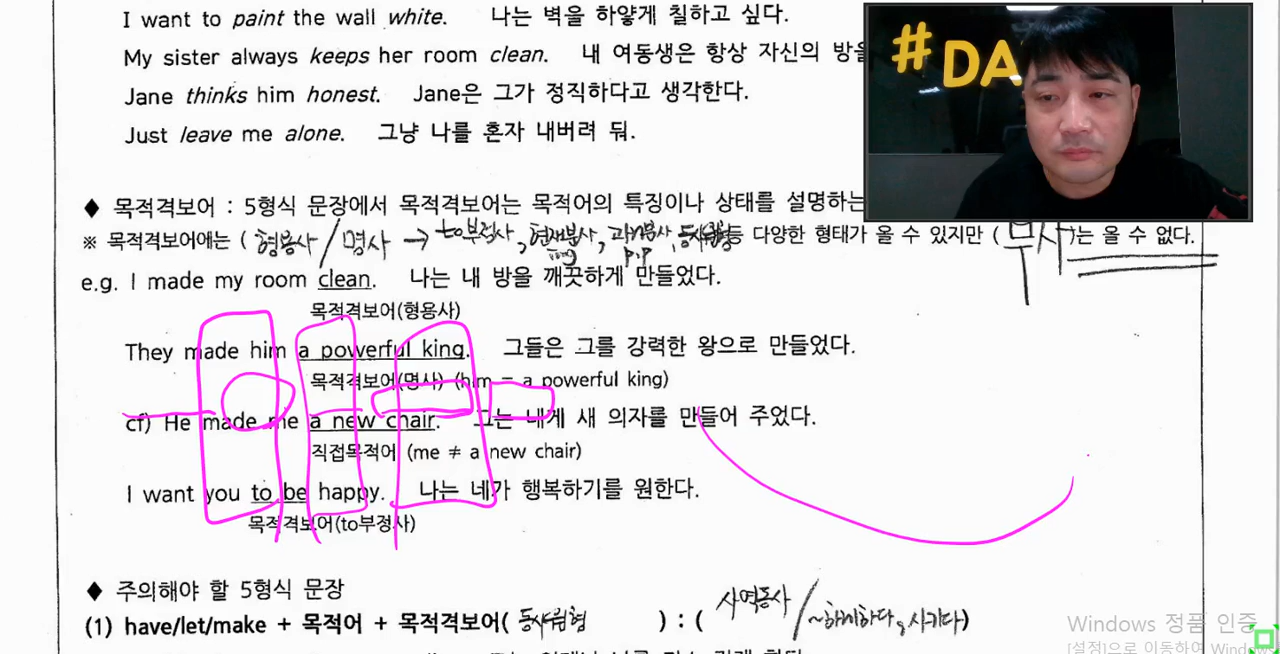 I want to paint the wall white. 나는 벽을 하얗게 칠하고 싶다.
My sister always keeps her room clean. 내 여동생은 항상 자신의 방을
Jane thinks him honest. Jane은 그가 정직하다고 생각한다.
Just leave me alone. 그냥 나를 혼자 내버려 둬.
#DA
◆ 목적격보어 : 5형식 문장에서 목적격보어는 목적어의 특징이나 상태를 설명하는
※ 목적격보어에는 ( 형용사 / 명사 → to부정사, 현재분사, 과거분사, 동사원형 등 다양한 형태가 올 수 있지만 ( 부사 )는 올 수 없다.
ing p.p
e.g. I made my room clean. 나는 내 방을 깨끗하게 만들었다.
목적격보어(형용사)
They made him a powerful king. 그들은 그를 강력한 왕으로 만들었다.
목적격보어(명사) (him = a powerful king)
cf) He made me a new chair. 그는 내게 새 의자를 만들어 주었다.
직접목적어 (me ≠ a new chair)
I want you to be happy. 나는 네가 행복하기를 원한다.
목적격보어(to부정사)
◆ 주의해야 할 5형식 문장
(1) have/let/make + 목적어 + 목적격보어( 동사원형 ) : ( 사역동사 / ~하게하다, 시키다)
Windows 정품 인증
[설정]으로 이동하여 Windows